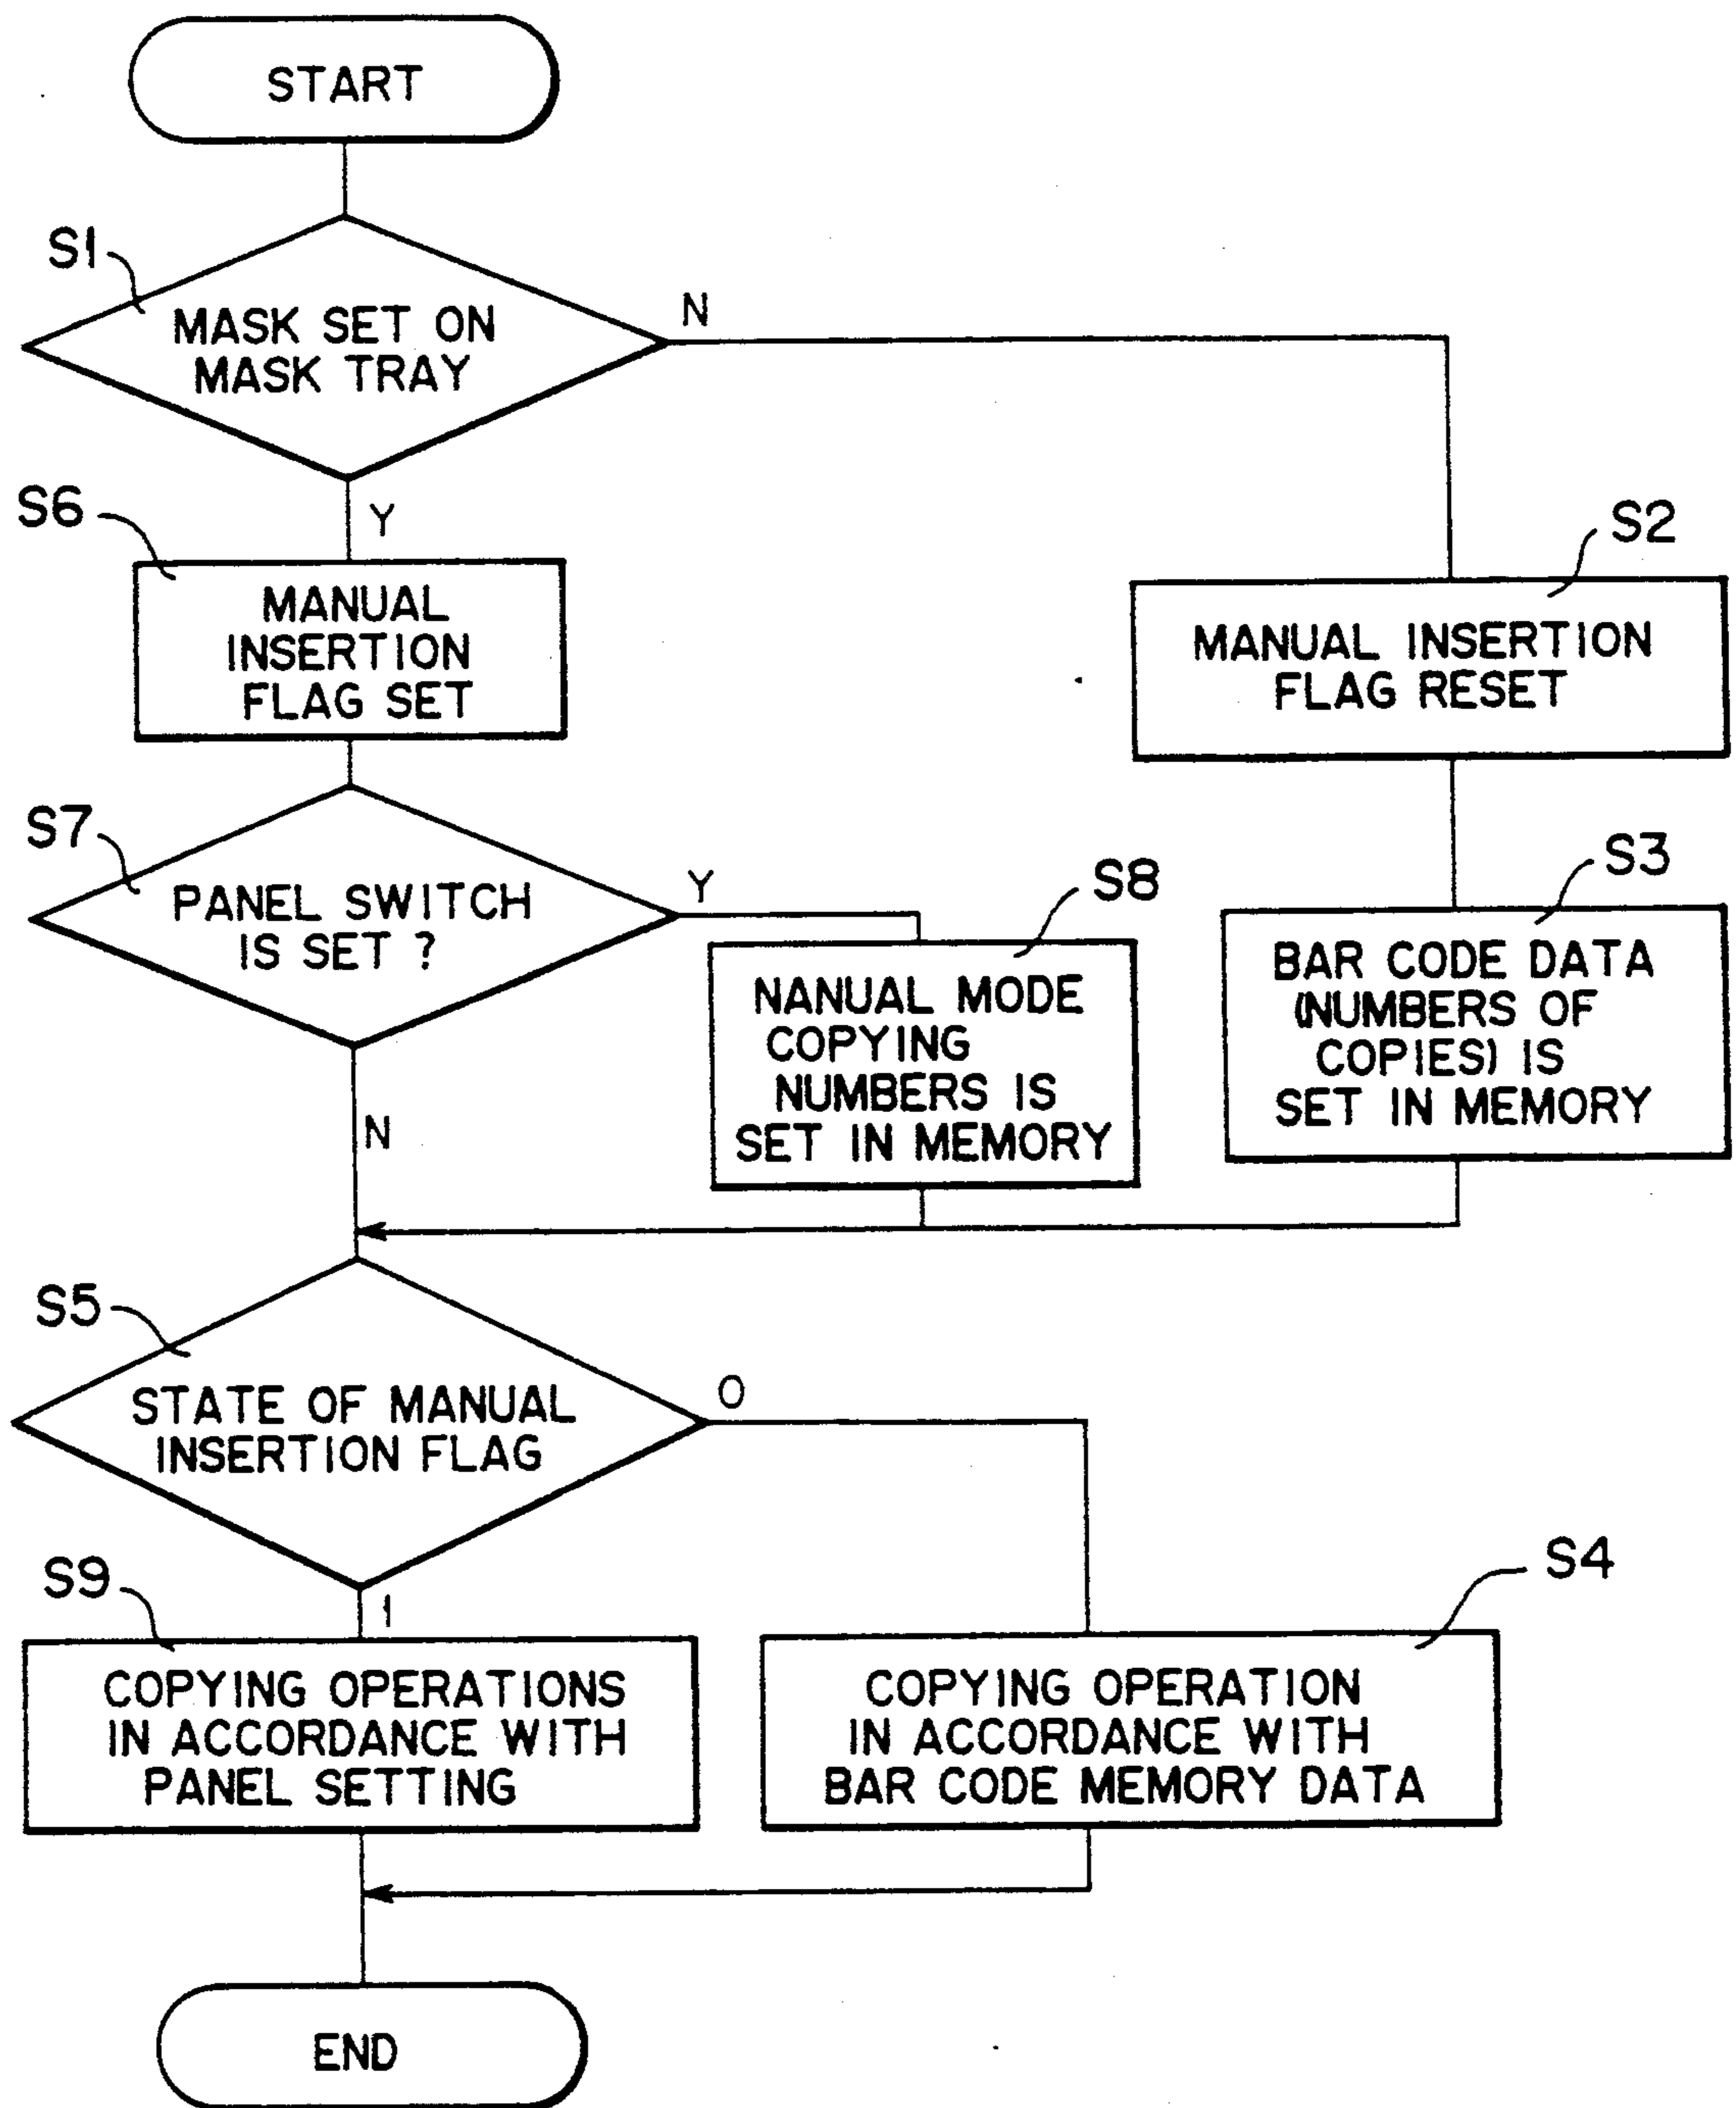 START
S1
MASK SET ON
MASK TRAY
N
Y
S6
MANUAL
INSERTION
FLAG SET
S2
MANUAL INSERTION
FLAG RESET
S7
PANEL SWITCH
IS SET ?
Y
N
S8
NANUAL MODE
COPYING
NUMBERS IS
SET IN MEMORY
S3
BAR CODE DATA
(NUMBERS OF
COPIES) IS
SET IN MEMORY
S5
STATE OF MANUAL
INSERTION FLAG
0
1
S9
COPYING OPERATIONS
IN ACCORDANCE WITH
PANEL SETTING
S4
COPYING OPERATION
IN ACCORDANCE WITH
BAR CODE MEMORY DATA
END